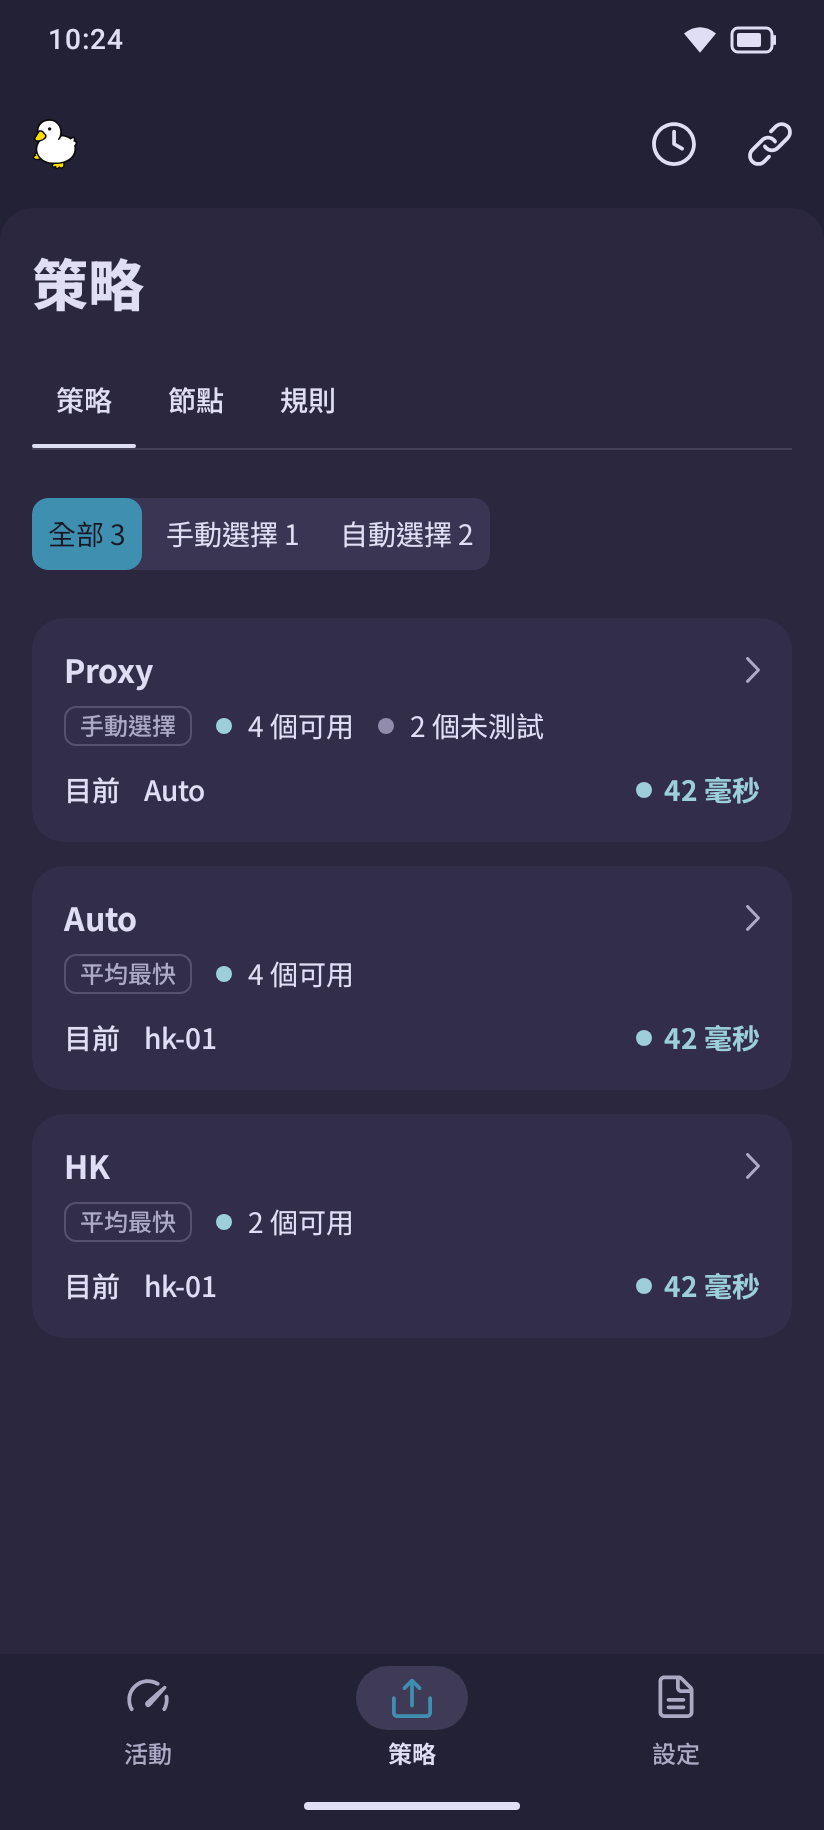 10:24
策略
策略 節點 規則
全部 3 手動選擇 1 自動選擇 2
Proxy
手動選擇 4 個可用 2 個未測試
目前 Auto 42 毫秒
Auto
平均最快 4 個可用
目前 hk-01 42 毫秒
HK
平均最快 2 個可用
目前 hk-01 42 毫秒
活動 策略 設定